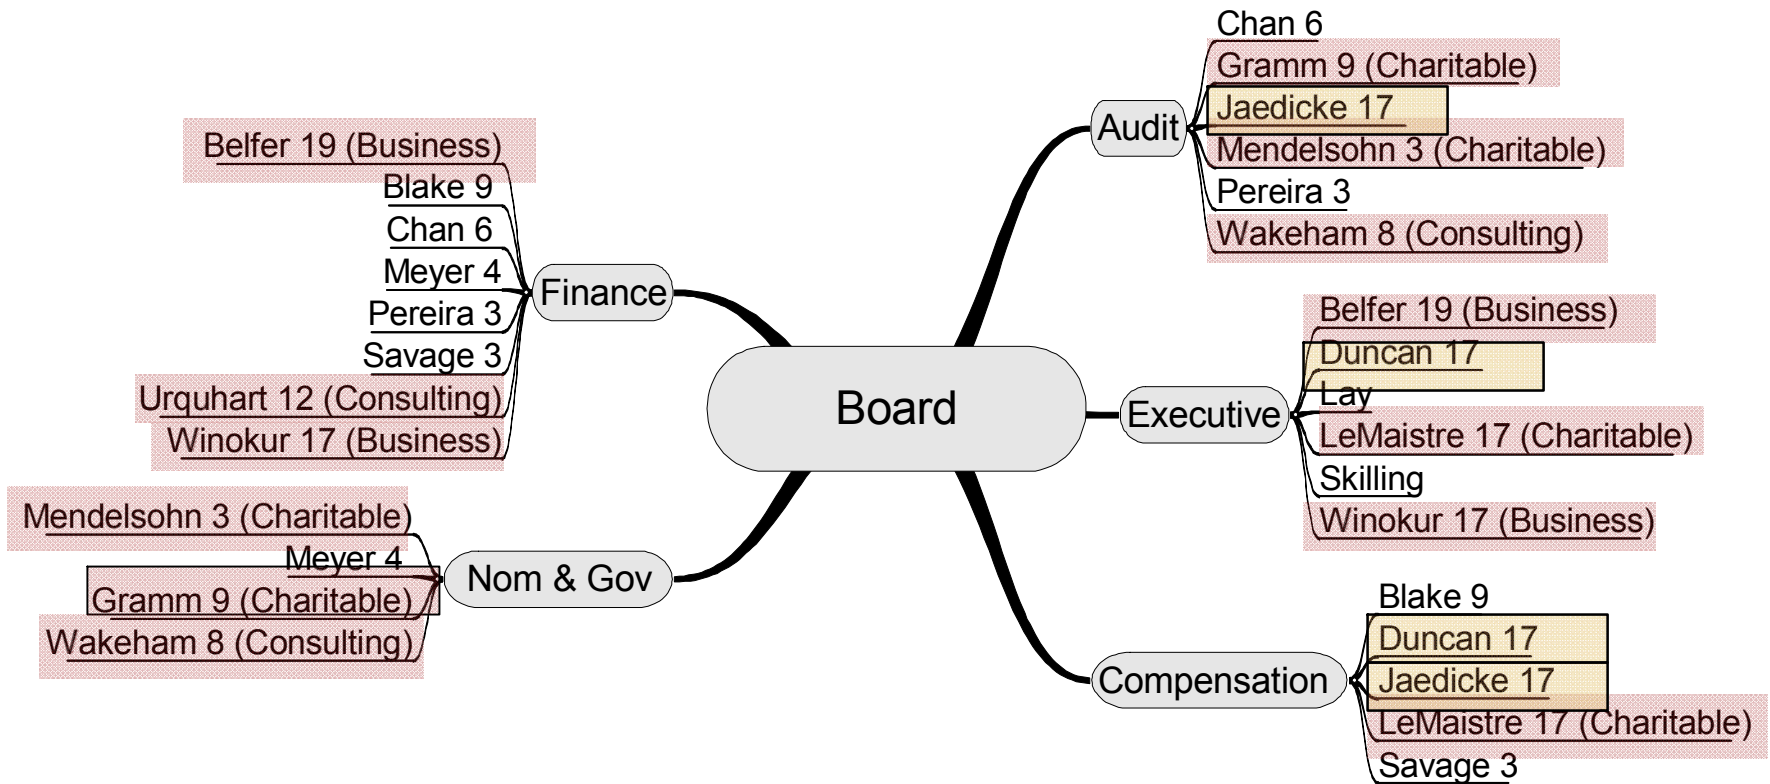 Board
Finance
Belfer 19 (Business)
Blake 9
Chan 6
Meyer 4
Pereira 3
Savage 3
Urquhart 12 (Consulting)
Winokur 17 (Business)
Nom & Gov
Mendelsohn 3 (Charitable)
Meyer 4
Gramm 9 (Charitable)
Wakeham 8 (Consulting)
Audit
Chan 6
Gramm 9 (Charitable)
Jaedicke 17
Mendelsohn 3 (Charitable)
Pereira 3
Wakeham 8 (Consulting)
Executive
Belfer 19 (Business)
Duncan 17
Lay
LeMaistre 17 (Charitable)
Skilling
Winokur 17 (Business)
Compensation
Blake 9
Duncan 17
Jaedicke 17
LeMaistre 17 (Charitable)
Savage 3